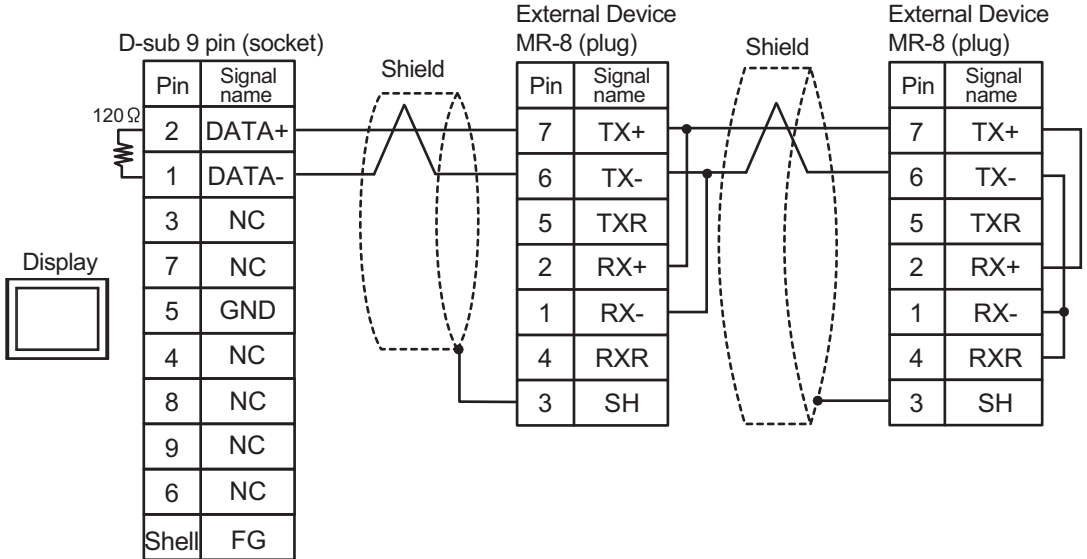 D-sub 9 pin (socket)
Pin Signal name
120Ω
2 DATA+
1 DATA-
3 NC
7 NC
5 GND
4 NC
8 NC
9 NC
6 NC
Shell FG
Display
Shield
External Device
MR-8 (plug)
Pin Signal name
7 TX+
6 TX-
5 TXR
2 RX+
1 RX-
4 RXR
3 SH
Shield
External Device
MR-8 (plug)
Pin Signal name
7 TX+
6 TX-
5 TXR
2 RX+
1 RX-
4 RXR
3 SH